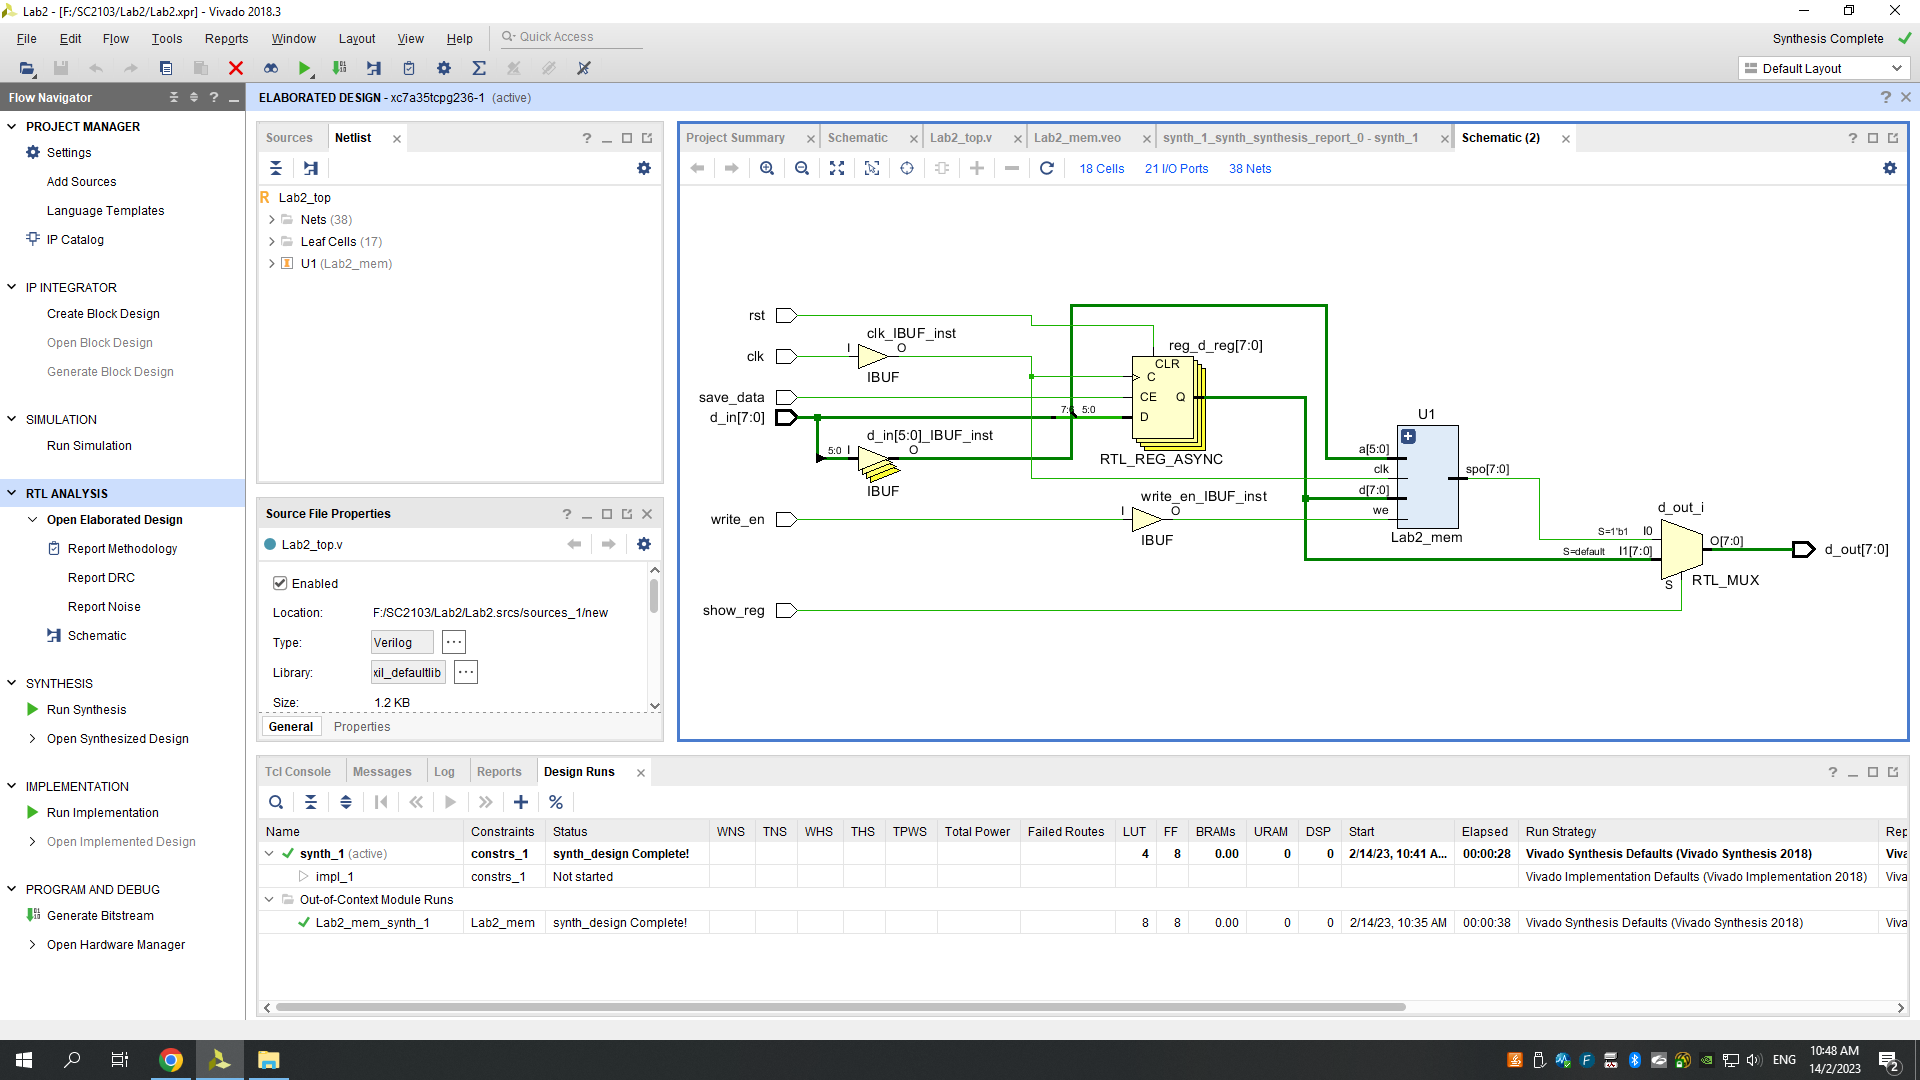 Lab2 - [F:/SC2103/Lab2/Lab2.xpr] - Vivado 2018.3
File Edit Flow Tools Reports Window Layout View Help Quick Access
Synthesis Complete
Default Layout
Flow Navigator
ELABORATED DESIGN - xc7a35tcpg236-1 (active)
PROJECT MANAGER
Settings
Add Sources
Language Templates
IP Catalog
IP INTEGRATOR
Create Block Design
Open Block Design
Generate Block Design
SIMULATION
Run Simulation
RTL ANALYSIS
Open Elaborated Design
Report Methodology
Report DRC
Report Noise
Schematic
SYNTHESIS
Run Synthesis
Open Synthesized Design
IMPLEMENTATION
Run Implementation
Open Implemented Design
PROGRAM AND DEBUG
Generate Bitstream
Open Hardware Manager
Sources Netlist
Lab2_top
Nets (38)
Leaf Cells (17)
U1 (Lab2_mem)
Source File Properties
Lab2_top.v
Enabled
Location: F:/SC2103/Lab2/Lab2.srcs/sources_1/new
Type: Verilog
Library: xil_defaultlib
Size: 1.2 KB
General Properties
Project Summary Schematic Lab2_top.v Lab2_mem.veo synth_1_synth_synthesis_report_0 - synth_1 Schematic (2)
18 Cells 21 I/O Ports 38 Nets
rst
clk_IBUF_inst
I O
clk
IBUF
reg_d_reg[7:0]
CLR
C
save_data
CE Q
d_in[7:0]
5:0
D
U1
d_in[5:0]_IBUF_inst
5:0 I O
IBUF
RTL_REG_ASYNC
a[5:0]
clk
spo[7:0]
d[7:0]
we
write_en_IBUF_inst
I O
write_en
IBUF
Lab2_mem
d_out_i
S=1'b1 I0
S=default I1[7:0]
O[7:0]
d_out[7:0]
S
RTL_MUX
show_reg
Tcl Console Messages Log Reports Design Runs
Name Constraints Status WNS TNS WHS THS TPWS Total Power Failed Routes LUT FF BRAMs URAM DSP Start Elapsed Run Strategy Rep
synth_1 (active) constrs_1 synth_design Complete! 4 8 0.00 0 0 2/14/23, 10:41 A... 00:00:28 Vivado Synthesis Defaults (Vivado Synthesis 2018) Viva
impl_1 constrs_1 Not started Vivado Implementation Defaults (Vivado Implementation 2018) Viva
Out-of-Context Module Runs
Lab2_mem_synth_1 Lab2_mem synth_design Complete! 8 8 0.00 0 0 2/14/23, 10:35 AM 00:00:38 Vivado Synthesis Defaults (Vivado Synthesis 2018) Viva
ENG
10:48 AM
14/2/2023
2